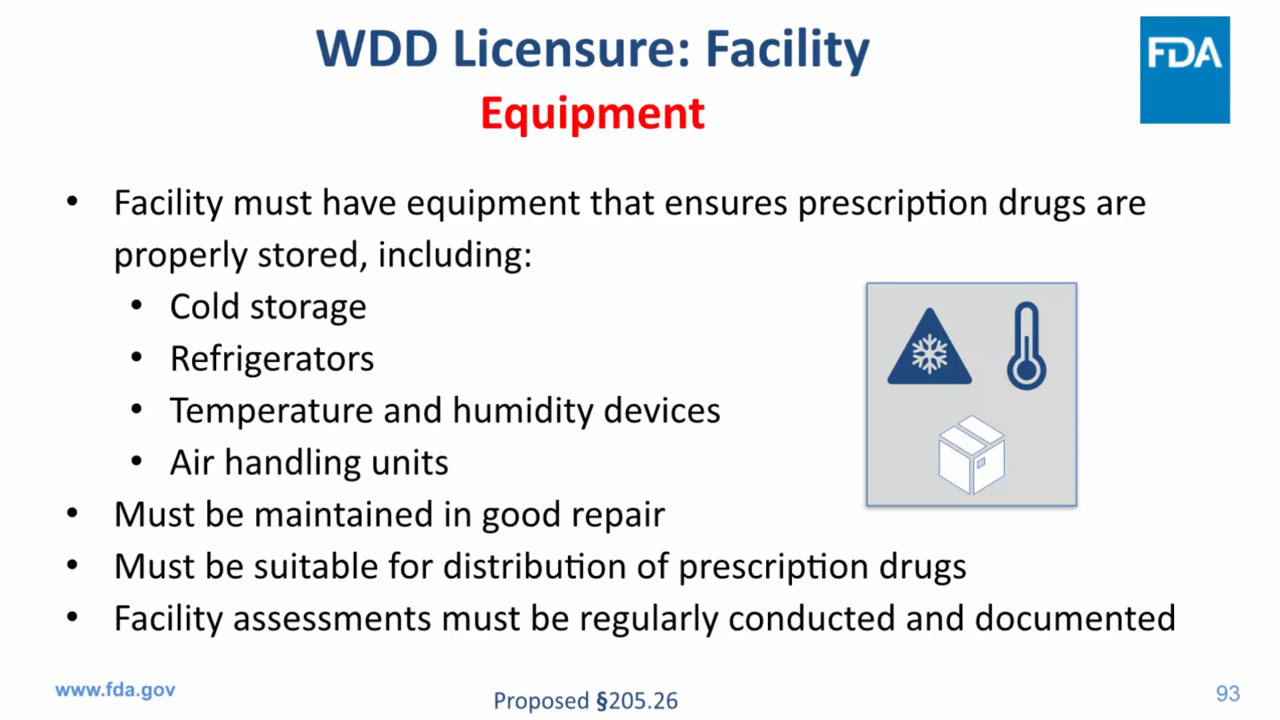 WDD Licensure: Facility
FDA
Equipment
• Facility must have equipment that ensures prescription drugs are
properly stored, including:
• Cold storage
• Refrigerators
• Temperature and humidity devices
• Air handling units
• Must be maintained in good repair
• Must be suitable for distribution of prescription drugs
• Facility assessments must be regularly conducted and documented
www.fda.gov
Proposed §205.26
93